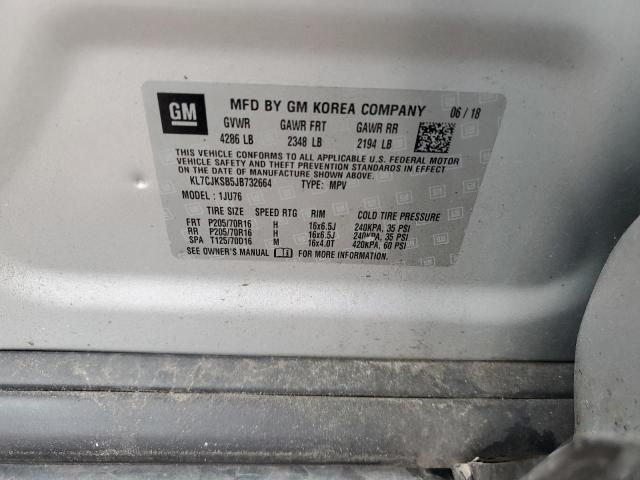 GM MFD BY GM KOREA COMPANY 06 / 18
GVWR GAWR FRT GAWR RR
4286 LB 2348 LB 2194 LB
THIS VEHICLE CONFORMS TO ALL APPLICABLE U.S. FEDERAL MOTOR
VEHICLE SAFETY AND THEFT PREVENTION STANDARDS IN EFFECT ON
THE DATE OF MANUFACTURE SHOWN ABOVE.
KL7CJKSB5JB732664 TYPE: MPV
MODEL : 1JU76
TIRE SIZE SPEED RTG RIM COLD TIRE PRESSURE
FRT P205/70R16 H 16x6.5J 240KPA, 35 PSI
RR P205/70R16 H 16x6.5J 240KPA, 35 PSI
SPA T125/70D16 M 16x4.0T 420KPA, 60 PSI
SEE OWNER'S MANUAL FOR MORE INFORMATION.